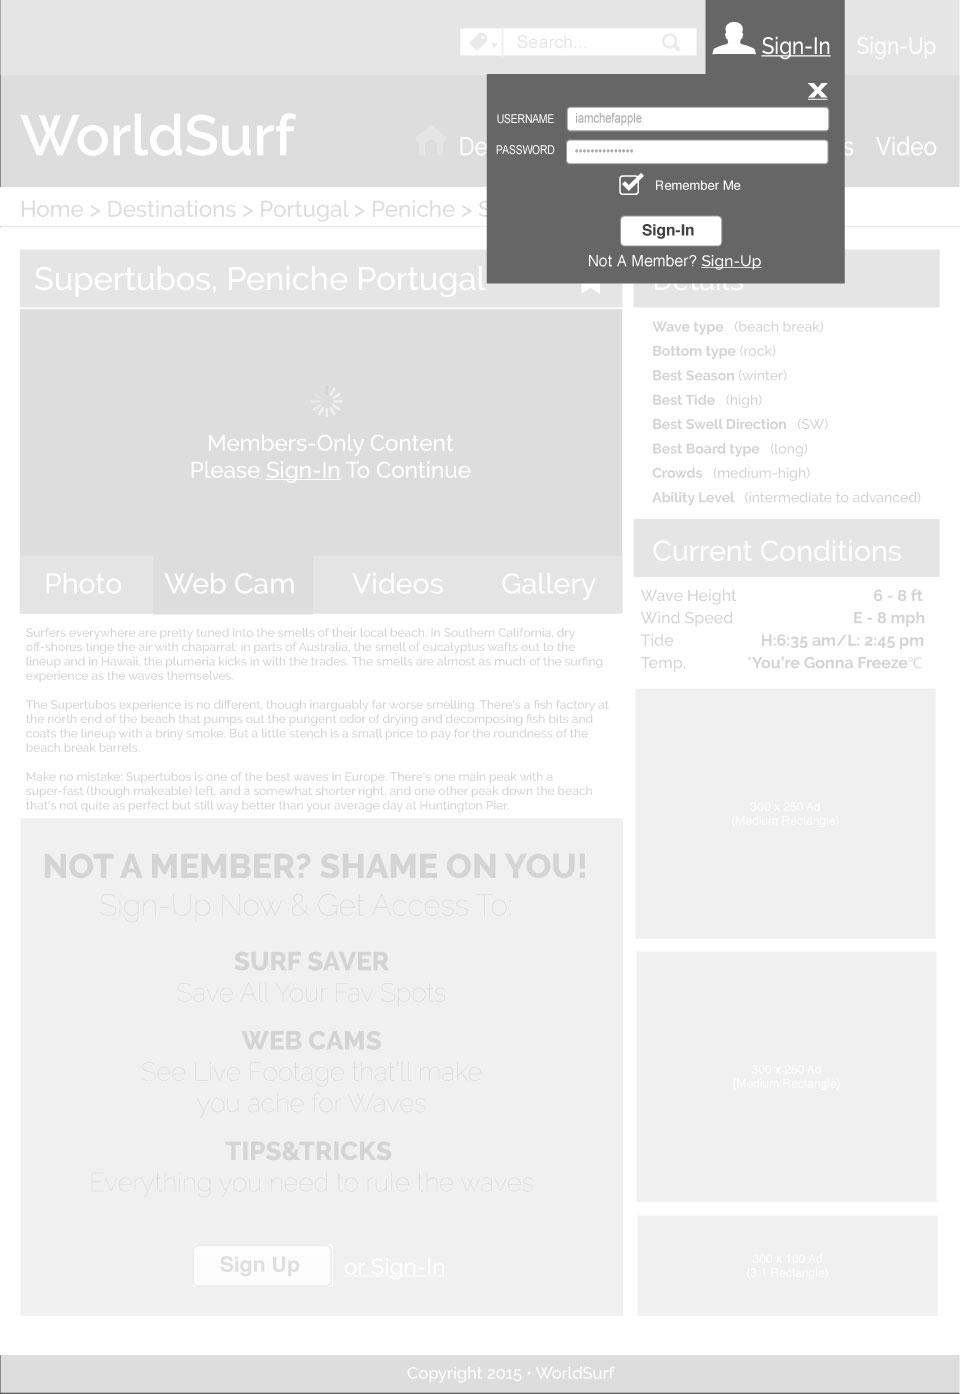 Search...
Sign-In
Sign-Up
X
USERNAME iamchefapple
PASSWORD ***************
Remember Me
Sign-In
Not A Member? Sign-Up
WorldSurf
De
s
Video
Home > Destinations > Portugal > Peniche > S
Supertubos, Peniche Portugal
Members-Only Content
Please Sign-In To Continue
Photo
Web Cam
Videos
Gallery
Surfers everywhere are pretty tuned into the smells of their local beach. In Southern California, dry
off-shores tinge the air with chaparral; in parts of Australia, the smell of eucalyptus wafts out to the
lineup and in Hawaii, the plumeria kicks in with the trades. The smells are almost as much of the surfing
experience as the waves themselves.
The Supertubos experience is no different, though inarguably far worse smelling. There's a fish factory at
the north end of the beach that pumps out the pungent odor of drying and decomposing fish bits and
coats the lineup with a briny smoke. But a little stench is a small price to pay for the roundness of the
beach break barrels.
Make no mistake: Supertubos is one of the best waves in Europe. There's one main peak with a
super-fast (though makeable) left, and a somewhat shorter right, and one other peak down the beach
that's not quite as perfect but still way better than your average day at Huntington Pier.
NOT A MEMBER? SHAME ON YOU!
Sign-Up Now & Get Access To:
SURF SAVER
Save All Your Fav Spots
WEB CAMS
See Live Footage that'll make
you ache for Waves
TIPS&TRICKS
Everything you need to rule the waves
Sign Up
or Sign-In
Details
Wave type (beach break)
Bottom type (rock)
Best Season (winter)
Best Tide (high)
Best Swell Direction (SW)
Best Board type (long)
Crowds (medium-high)
Ability Level (intermediate to advanced)
Current Conditions
Wave Height 6 - 8 ft
Wind Speed E - 8 mph
Tide H:6:35 am/L: 2:45 pm
Temp. *You're Gonna Freeze°C
300 x 250 Ad
(Medium Rectangle)
300 x 250 Ad
(Medium Rectangle)
300 x 100 Ad
(3:1 Rectangle)
Copyright 2015 • WorldSurf